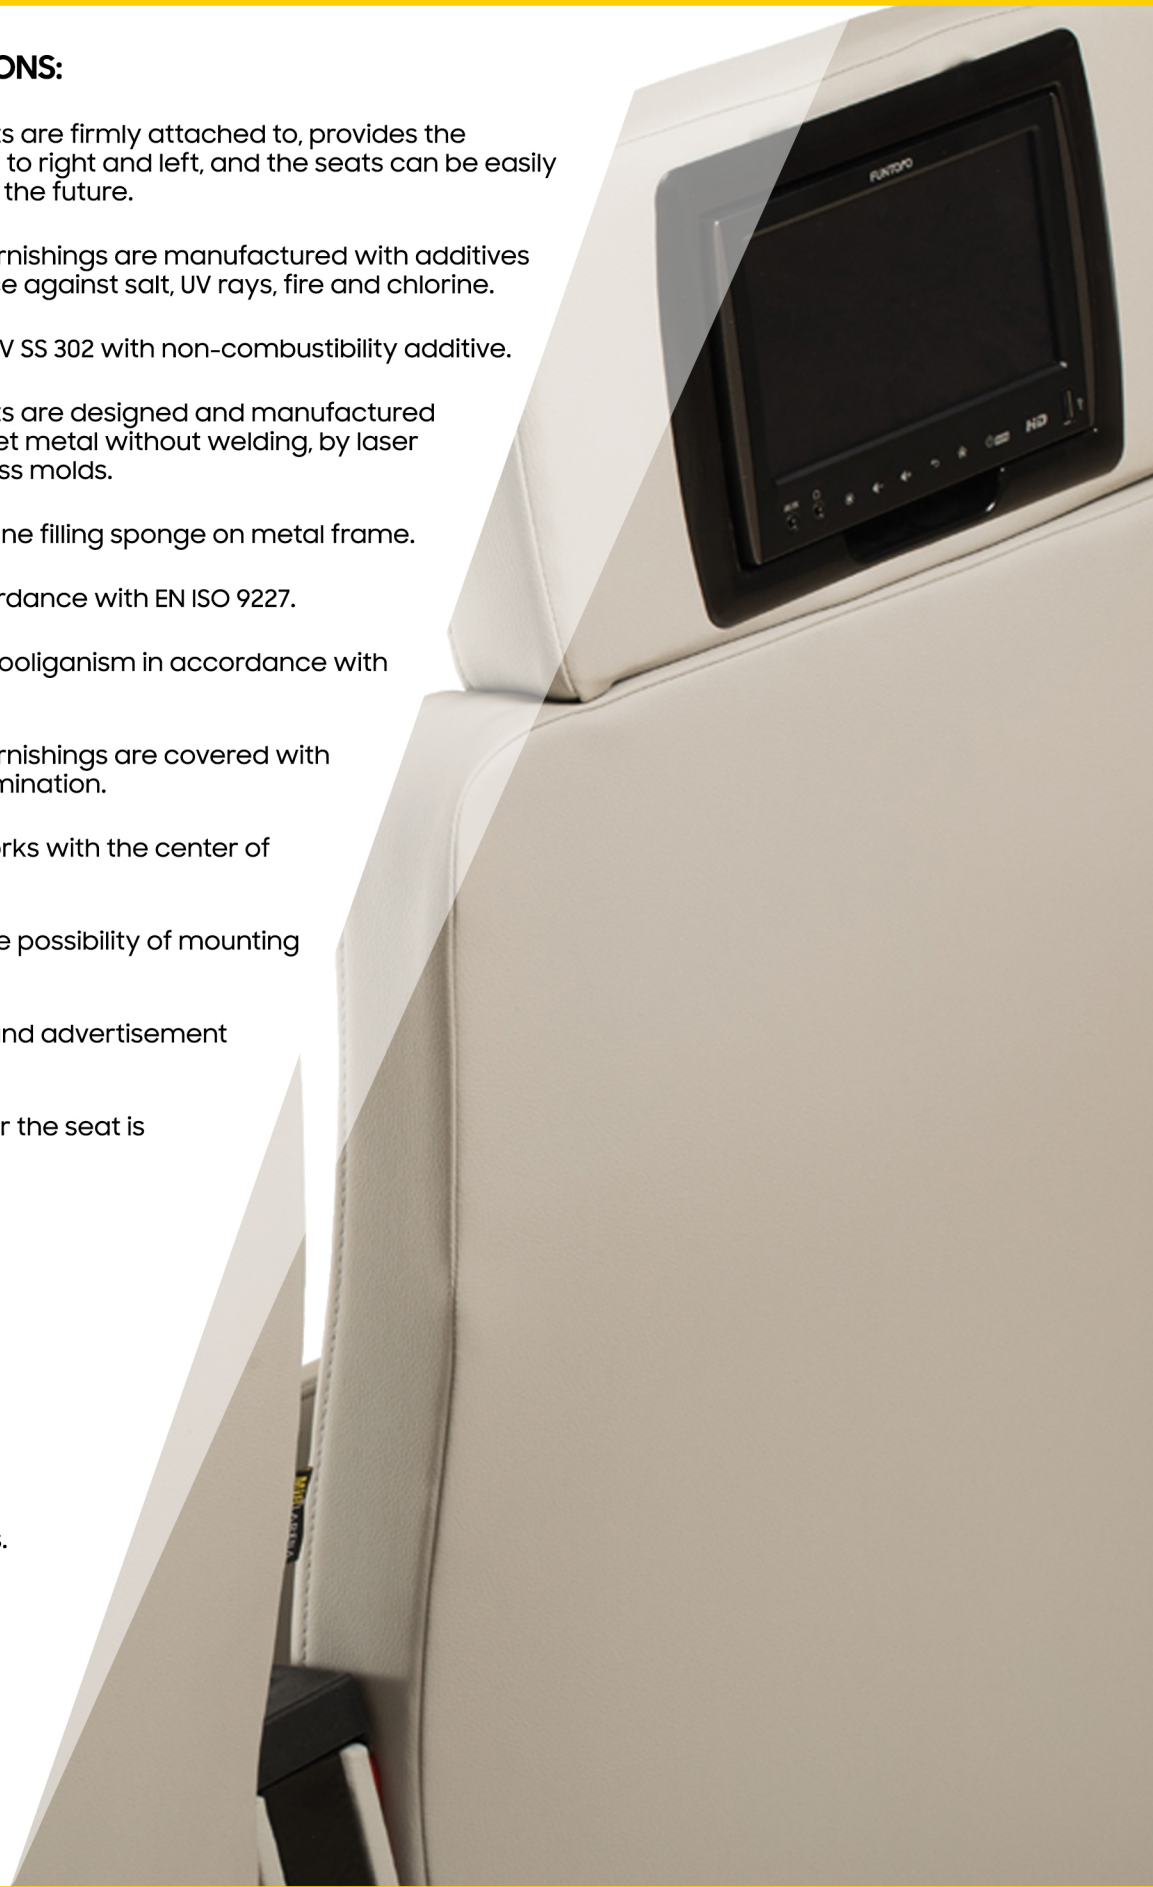 ONS:
ts are firmly attached to, provides the
to right and left, and the seats can be easily
the future.
rnishings are manufactured with additives
e against salt, UV rays, fire and chlorine.
V SS 302 with non-combustibility additive.
ts are designed and manufactured
et metal without welding, by laser
ss molds.
ne filling sponge on metal frame.
rdance with EN ISO 9227.
ooliganism in accordance with
rnishings are covered with
mination.
orks with the center of
e possibility of mounting
nd advertisement
r the seat is
s.
FUNTORO
HD